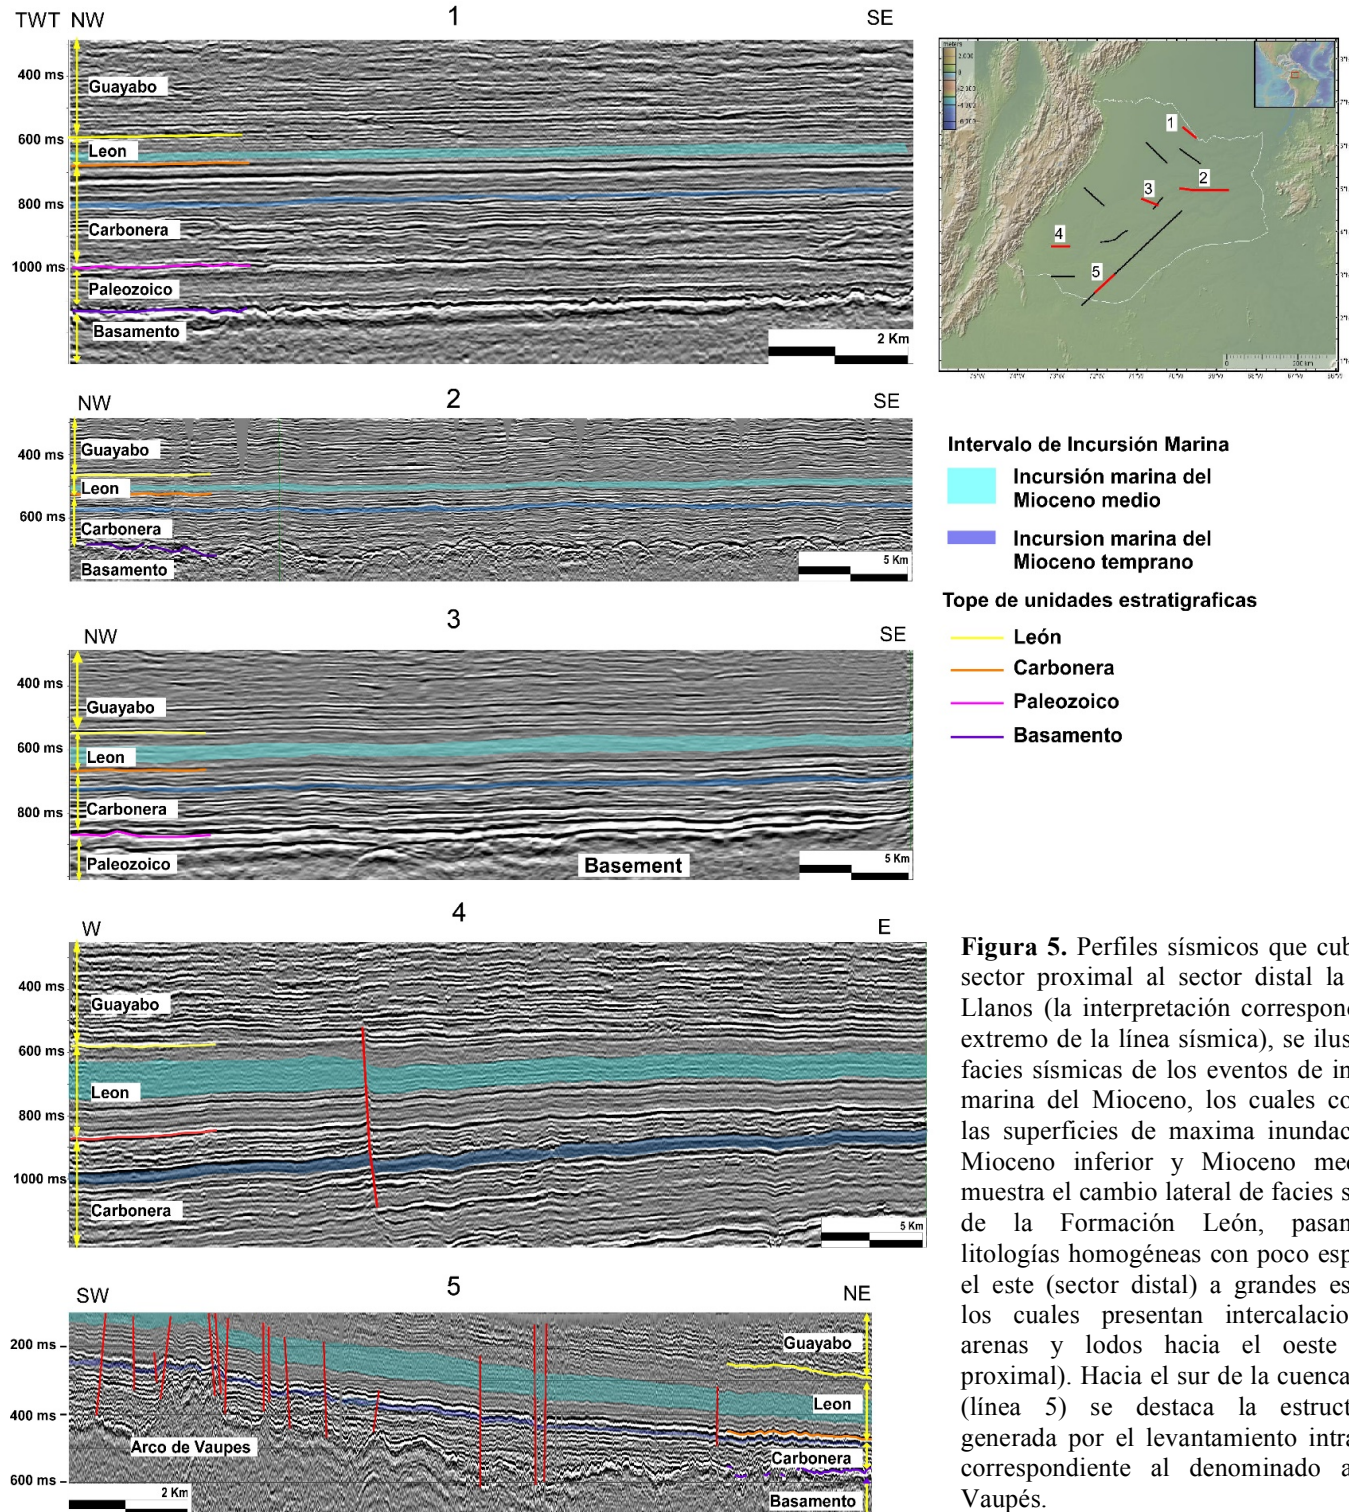 TWT NW 1 SE
400 ms
Guayabo
600 ms
Leon
800 ms
Carbonera
1000 ms
Paleozoico
Basamento
2 Km
meters
1
2
3
4
5
NW 2 SE
400 ms
Guayabo
Leon
600 ms
Carbonera
Basamento
5 Km
Intervalo de Incursión Marina
Incursión marina del
Mioceno medio
Incursion marina del
Mioceno temprano
Tope de unidades estratigraficas
León
Carbonera
Paleozoico
Basamento
3
NW SE
400 ms
Guayabo
600 ms
Leon
800 ms
Carbonera
Paleozoico
Basement
5 Km
4
W E
400 ms
Guayabo
600 ms
Leon
800 ms
1000 ms
Carbonera
5 Km
SW 5 NE
200 ms
Guayabo
Leon
400 ms
Arco de Vaupes
Carbonera
600 ms
Basamento
2 Km
Figura 5. Perfiles sísmicos que cub
sector proximal al sector distal la
Llanos (la interpretación correspond
extremo de la línea sísmica), se ilus
facies sísmicas de los eventos de in
marina del Mioceno, los cuales co
las superficies de maxima inundac
Mioceno inferior y Mioceno med
muestra el cambio lateral de facies s
de la Formación León, pasan
litologías homogéneas con poco esp
el este (sector distal) a grandes es
los cuales presentan intercalacio
arenas y lodos hacia el oeste
proximal). Hacia el sur de la cuenca
(línea 5) se destaca la estruct
generada por el levantamiento intra
correspondiente al denominado a
Vaupés.